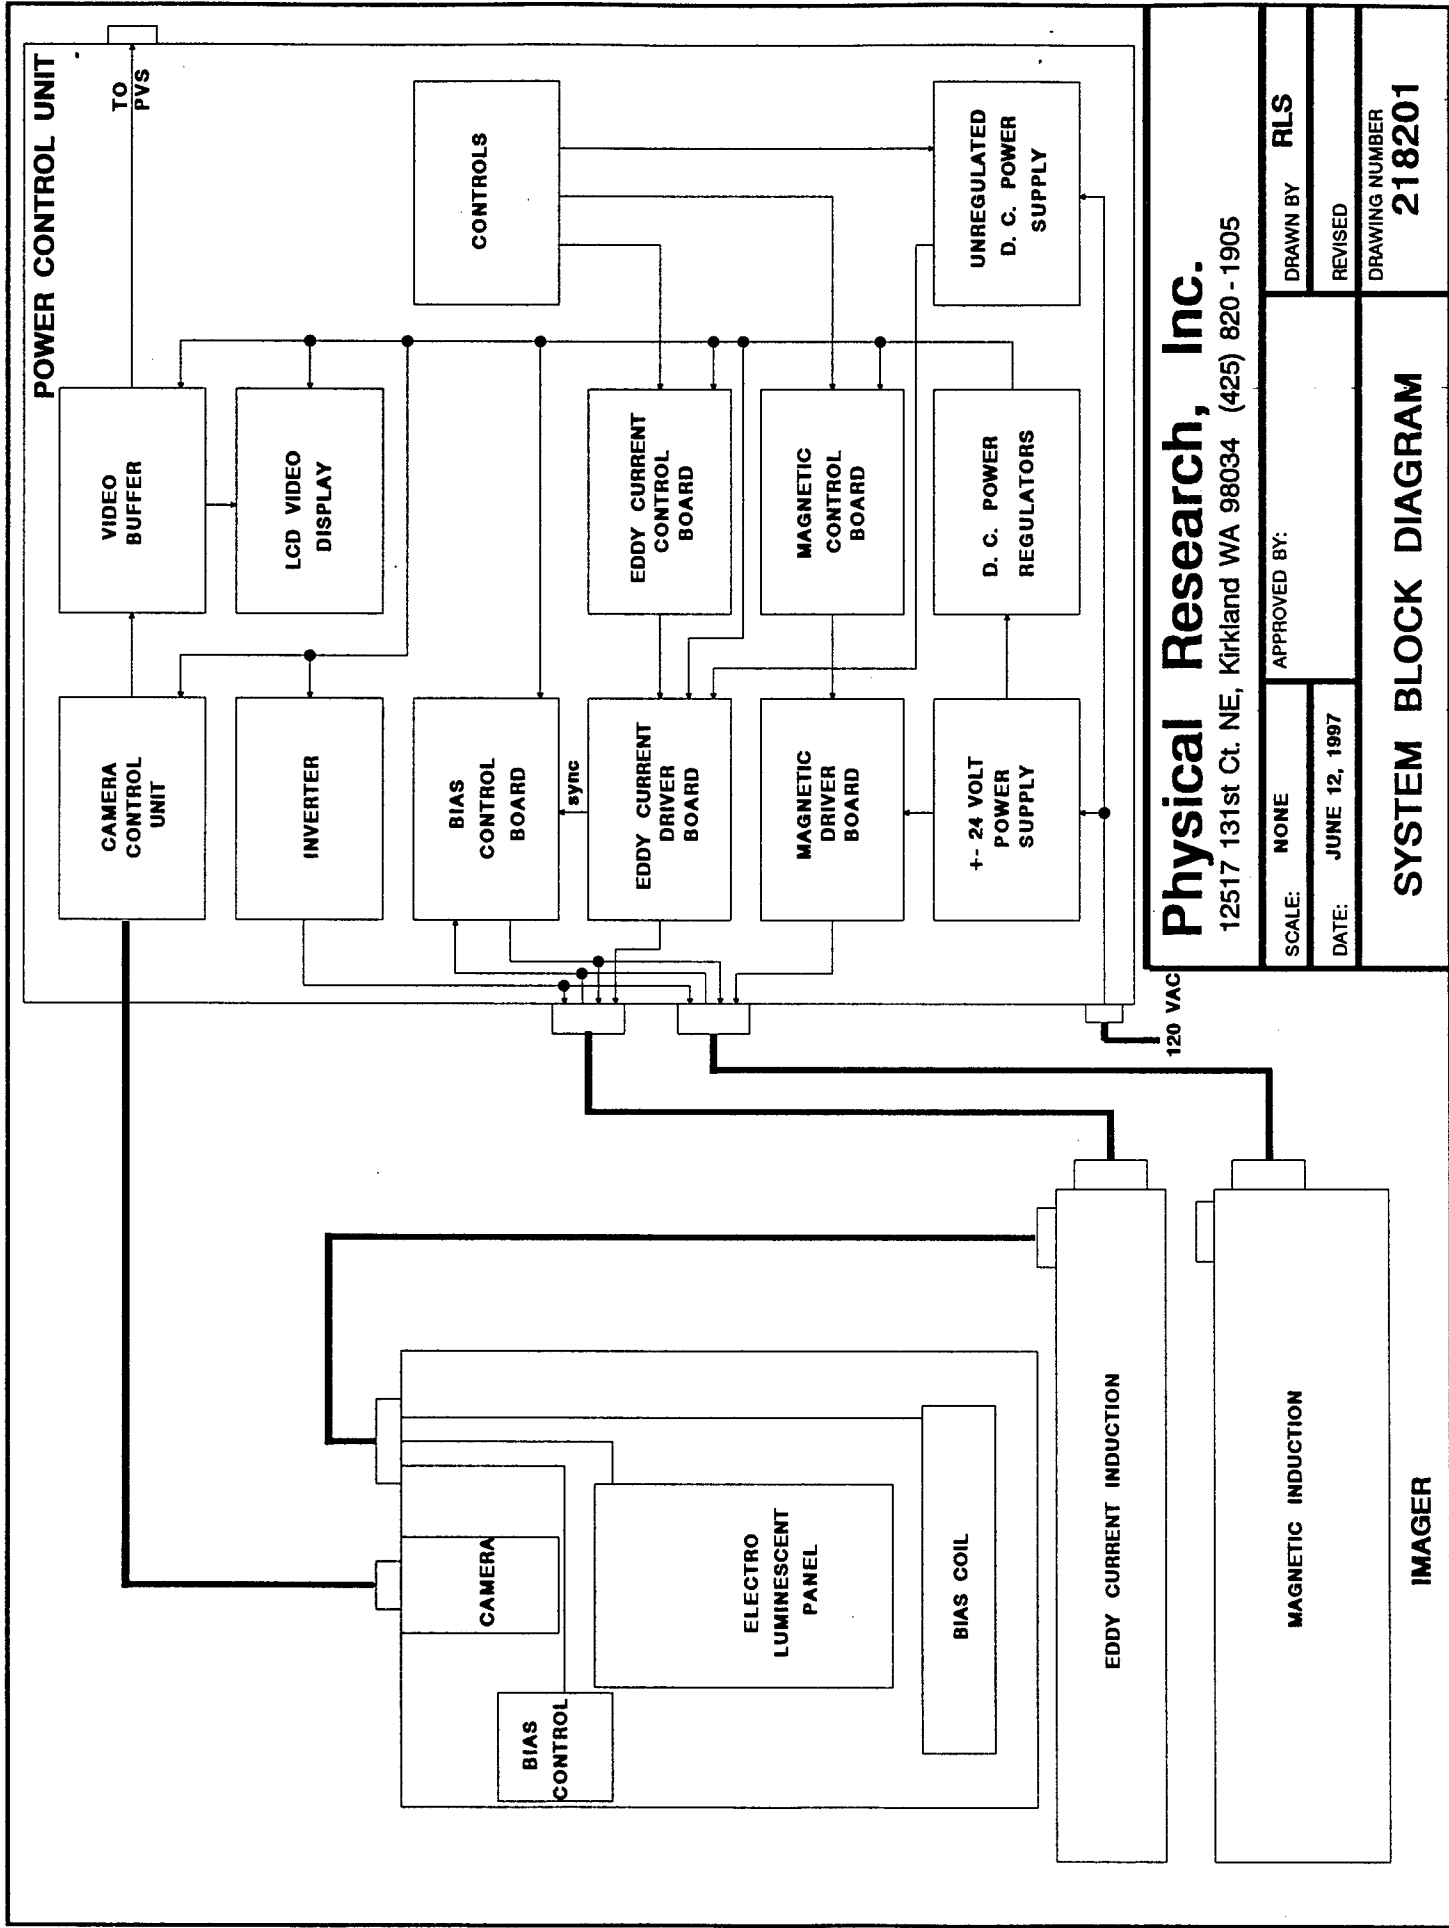 POWER CONTROL UNIT
TO
PVS
CAMERA
CONTROL
UNIT
VIDEO
BUFFER
INVERTER
LCD VIDEO
DISPLAY
BIAS
CONTROL
BOARD
CONTROLS
sync
EDDY CURRENT
DRIVER
BOARD
EDDY CURRENT
CONTROL
BOARD
MAGNETIC
DRIVER
BOARD
MAGNETIC
CONTROL
BOARD
+- 24 VOLT
POWER
SUPPLY
D. C. POWER
REGULATORS
UNREGULATED
D. C. POWER
SUPPLY
120 VAC
CAMERA
BIAS
CONTROL
ELECTRO
LUMINESCENT
PANEL
BIAS COIL
EDDY CURRENT INDUCTION
MAGNETIC INDUCTION
IMAGER
Physical Research, Inc.
12517 131st Ct. NE, Kirkland WA 98034 (425) 820-1905
SCALE: NONE
APPROVED BY:
DRAWN BY RLS
DATE: JUNE 12, 1997
REVISED
SYSTEM BLOCK DIAGRAM
DRAWING NUMBER
218201